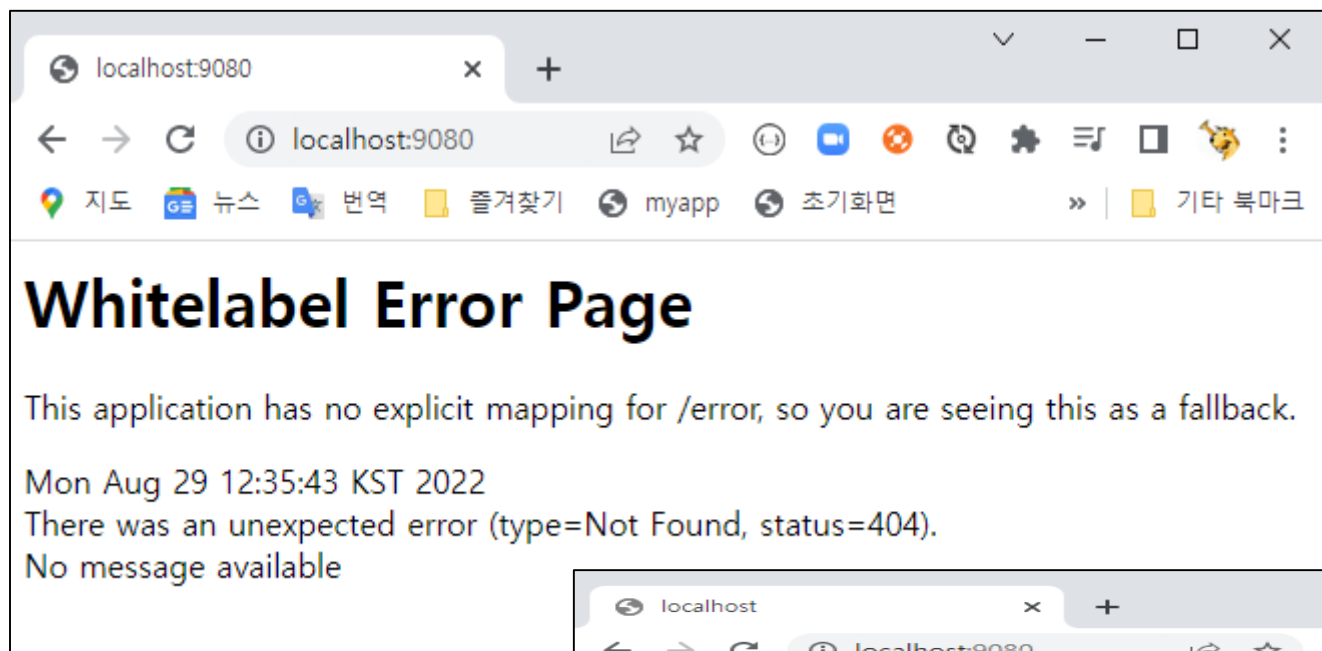 localhost:9080
localhost:9080
지도 뉴스 번역 즐겨찾기 myapp 초기화면 » 기타 북마크
Whitelabel Error Page
This application has no explicit mapping for /error, so you are seeing this as a fallback.
Mon Aug 29 12:35:43 KST 2022
There was an unexpected error (type=Not Found, status=404).
No message available
localhost
localhost:9080